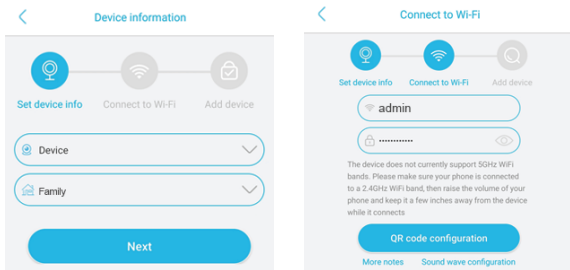 Device information
Set device info
Connect to Wi-Fi
Add device
Device
Family
Next
Connect to Wi-Fi
Set device info
Connect to Wi-Fi
Add device
admin
············
The device does not currently support 5GHz WiFi
bands. Please make sure your phone is connected
to a 2.4GHz WiFi band, then raise the volume of your
phone and keep it a few inches away from the device
while it connects
QR code configuration
More notes
Sound wave configuration